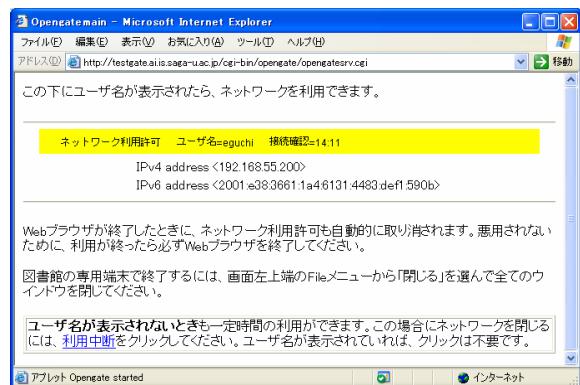 Opengatemain - Microsoft Internet Explorer
ファイル(F) 編集(E) 表示(V) お気に入り(A) ツール(T) ヘルプ(H)
アドレス(D) http://testgate.ai.is.saga-u.ac.jp/cgi-bin/opengate/opengatesrv.cgi 移動
この下にユーザ名が表示されたら、ネットワークを利用できます。
ネットワーク利用許可 ユーザ名=eguchi 接続確認=14:11
IPv4 address <192.168.55.200>
IPv6 address <2001:e38:3661:1a4:6131:4483:def1:590b>
Webブラウザが終了したときに、ネットワーク利用許可も自動的に取り消されます。悪用されない
ために、利用が終ったら必ずWebブラウザを終了してください。
図書館の専用端末で終了するには、画面左上端のFileメニューから「閉じる」を選んで全てのウ
インドウを閉じてください。
ユーザ名が表示されないときも一定時間の利用ができます。この場合にネットワークを閉じる
には、利用中断をクリックしてください。ユーザ名が表示されていれば、クリックは不要です。
アプレット Opengate started インターネット